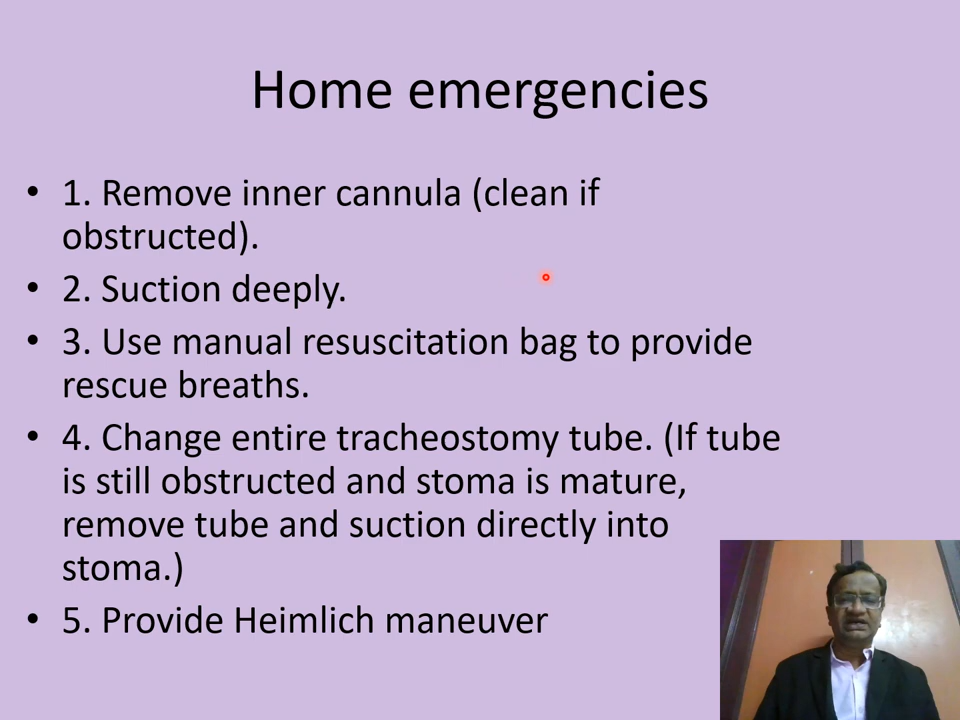 Home emergencies
• 1. Remove inner cannula (clean if
obstructed).
• 2. Suction deeply.
• 3. Use manual resuscitation bag to provide
rescue breaths.
• 4. Change entire tracheostomy tube. (If tube
is still obstructed and stoma is mature,
remove tube and suction directly into
stoma.)
• 5. Provide Heimlich maneuver